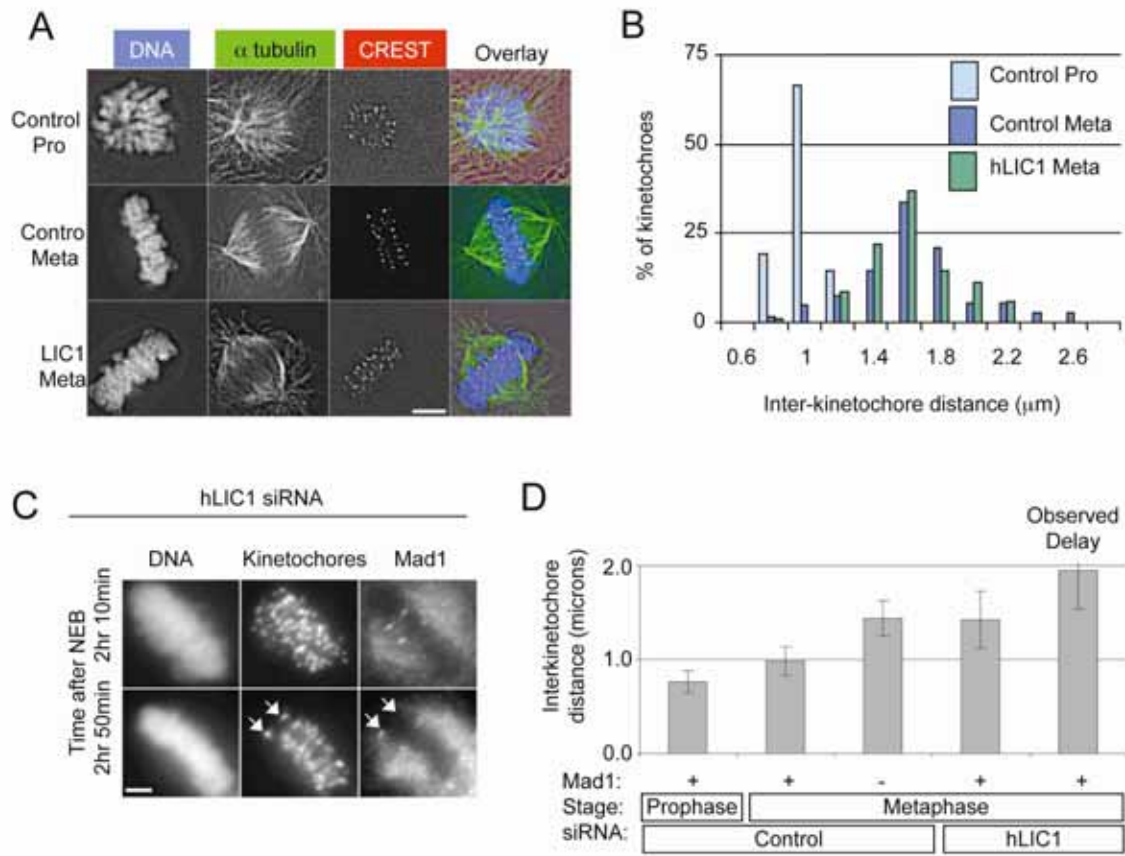 A
DNA
α tubulin
CREST
Overlay
Control
Pro
Contro
Meta
LIC1
Meta
B
% of kinetochroes
75
50
25
0
Control Pro
Control Meta
hLIC1 Meta
0.6 1 1.4 1.8 2.2 2.6
Inter-kinetochore distance (μm)
C
hLIC1 siRNA
DNA Kinetochores Mad1
Time after NEB
2hr 10min
2hr 50min
D
Observed
Delay
Interkinetochore
distance (microns)
2.0
1.0
0.0
Mad1: + + - + +
Stage: Prophase Metaphase
siRNA: Control hLIC1